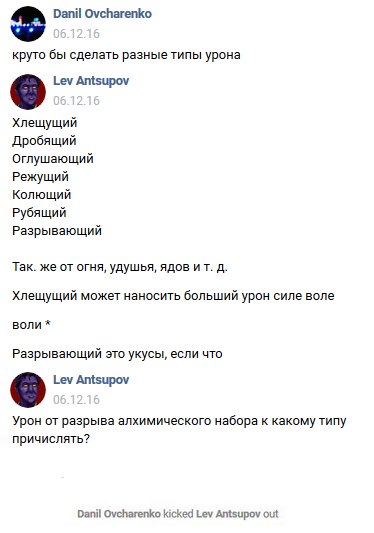 Danil Ovcharenko
06.12.16
круто бы сделать разные типы урона
Lev Antsupov
06.12.16
Хлещущий
Дробящий
Оглушающий
Режущий
Колющий
Рубящий
Разрывающий
Так. же от огня, удушья, ядов и т. д.
Хлещущий может наносить больший урон силе воле
воли *
Разрывающий это укусы, если что
Lev Antsupov
06.12.16
Урон от разрыва алхимического набора к какому типу
причислять?
Danil Ovcharenko kicked Lev Antsupov out